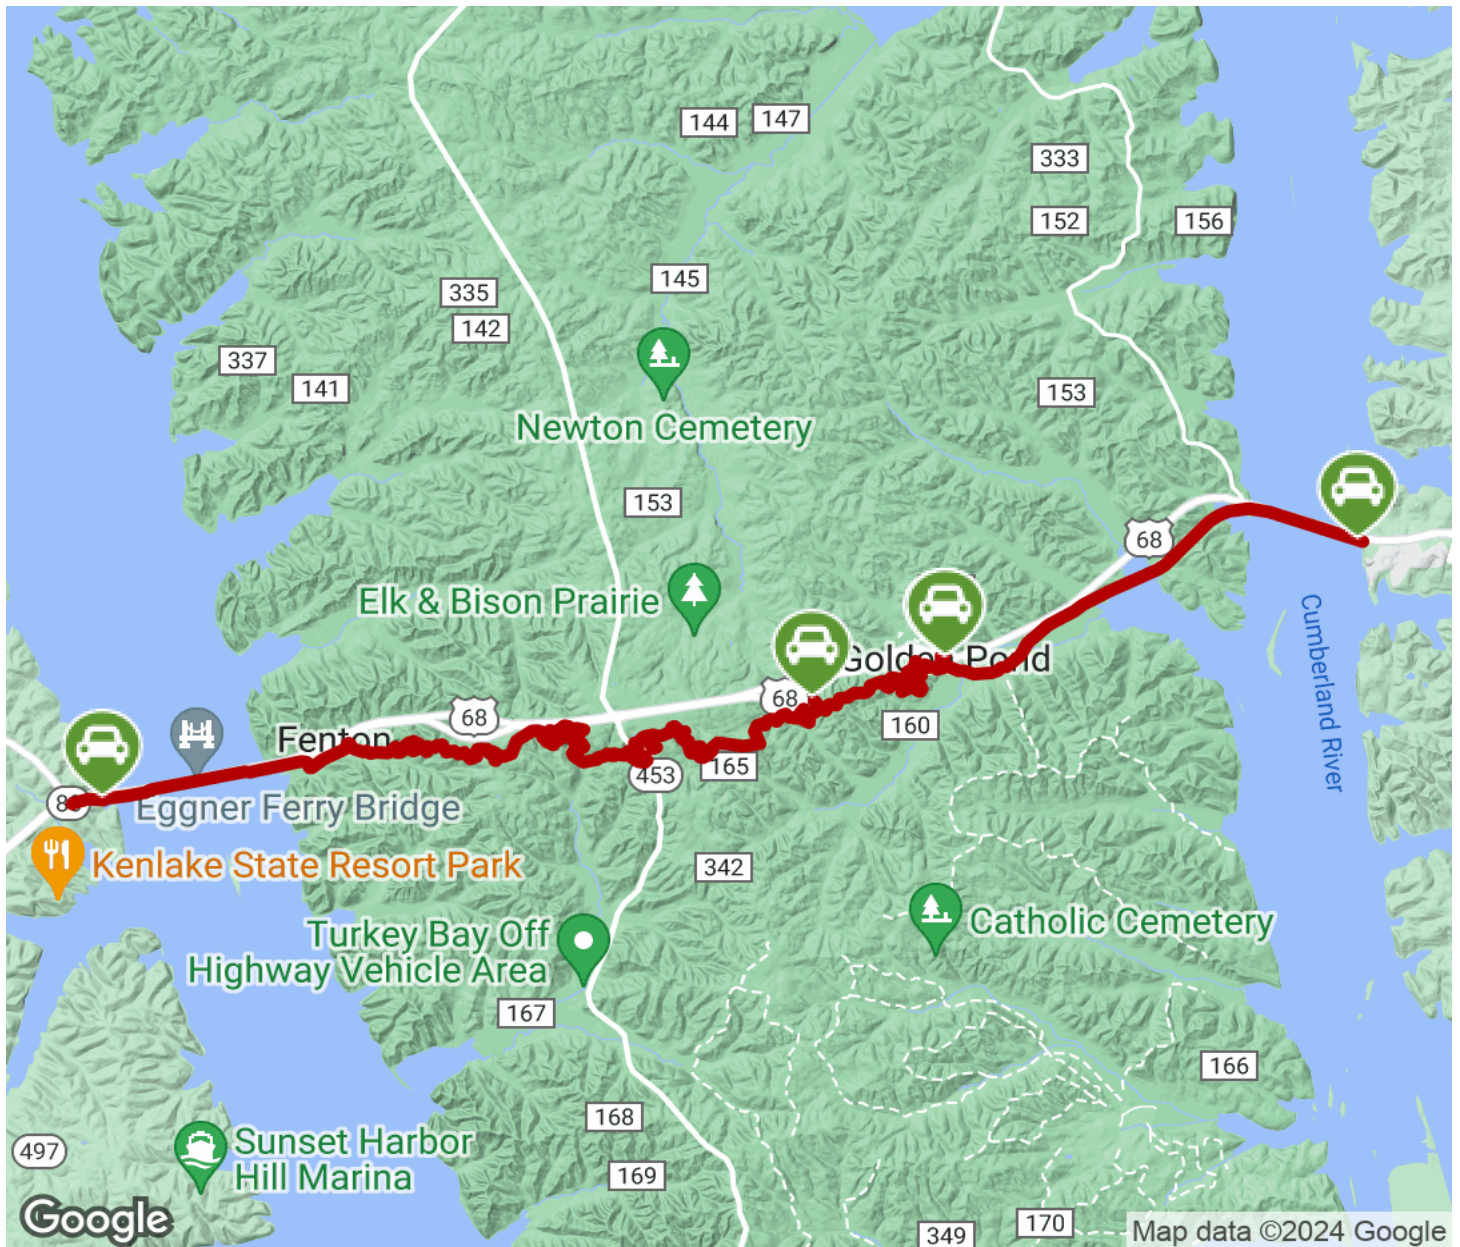 144
147
333
152
156
145
335
142
337
141
153
Newton Cemetery
153
68
Elk & Bison Prairie
Golden Pond
68
68
160
Fenton
453
165
Eggner Ferry Bridge
Kenlake State Resort Park
342
Cumberland River
Catholic Cemetery
Turkey Bay Off
Highway Vehicle Area
167
166
168
169
497
Sunset Harbor
Hill Marina
170
349
Google
Map data ©2024 Google